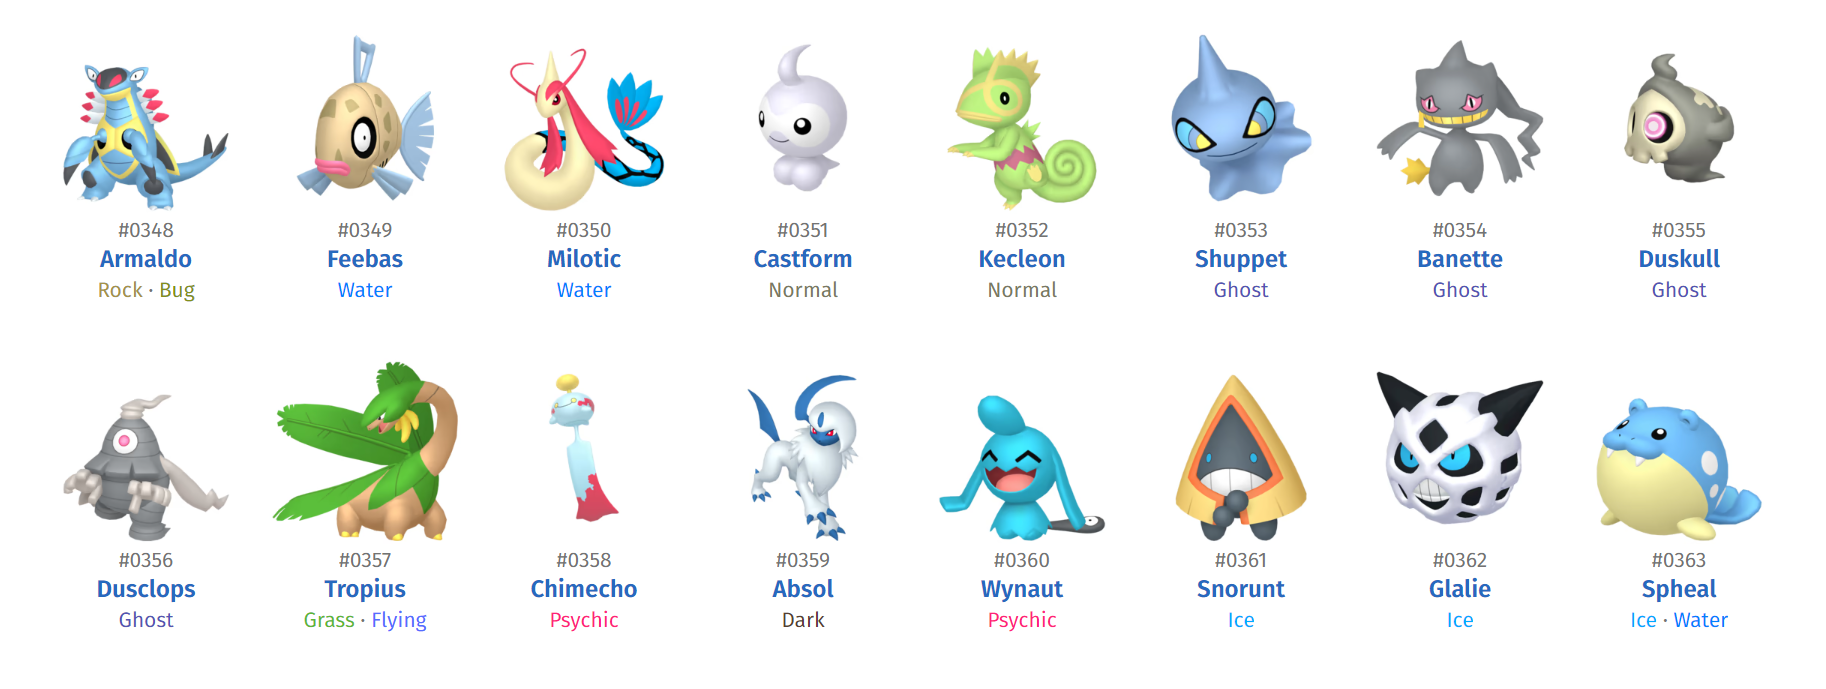 #0348 #0349 #0350 #0351 #0352 #0353 #0354 #0355
Armaldo Feebas Milotic Castform Kecleon Shuppet Banette Duskull
Rock · Bug Water Water Normal Normal Ghost Ghost Ghost
#0356 #0357 #0358 #0359 #0360 #0361 #0362 #0363
Dusclops Tropius Chimecho Absol Wynaut Snorunt Glalie Spheal
Ghost Grass · Flying Psychic Dark Psychic Ice Ice Ice · Water